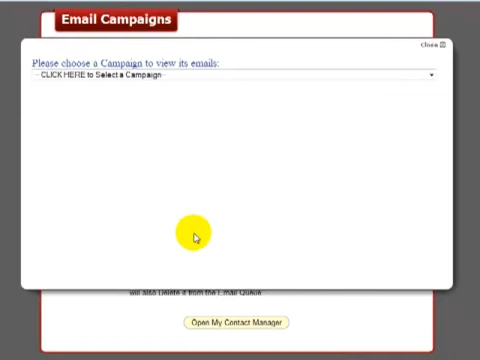 Email Campaigns
Close
Please choose a Campaign to view its emails:
--CLICK HERE to Select a Campaign--
will also Delete it from the Email Queue.
Open My Contact Manager